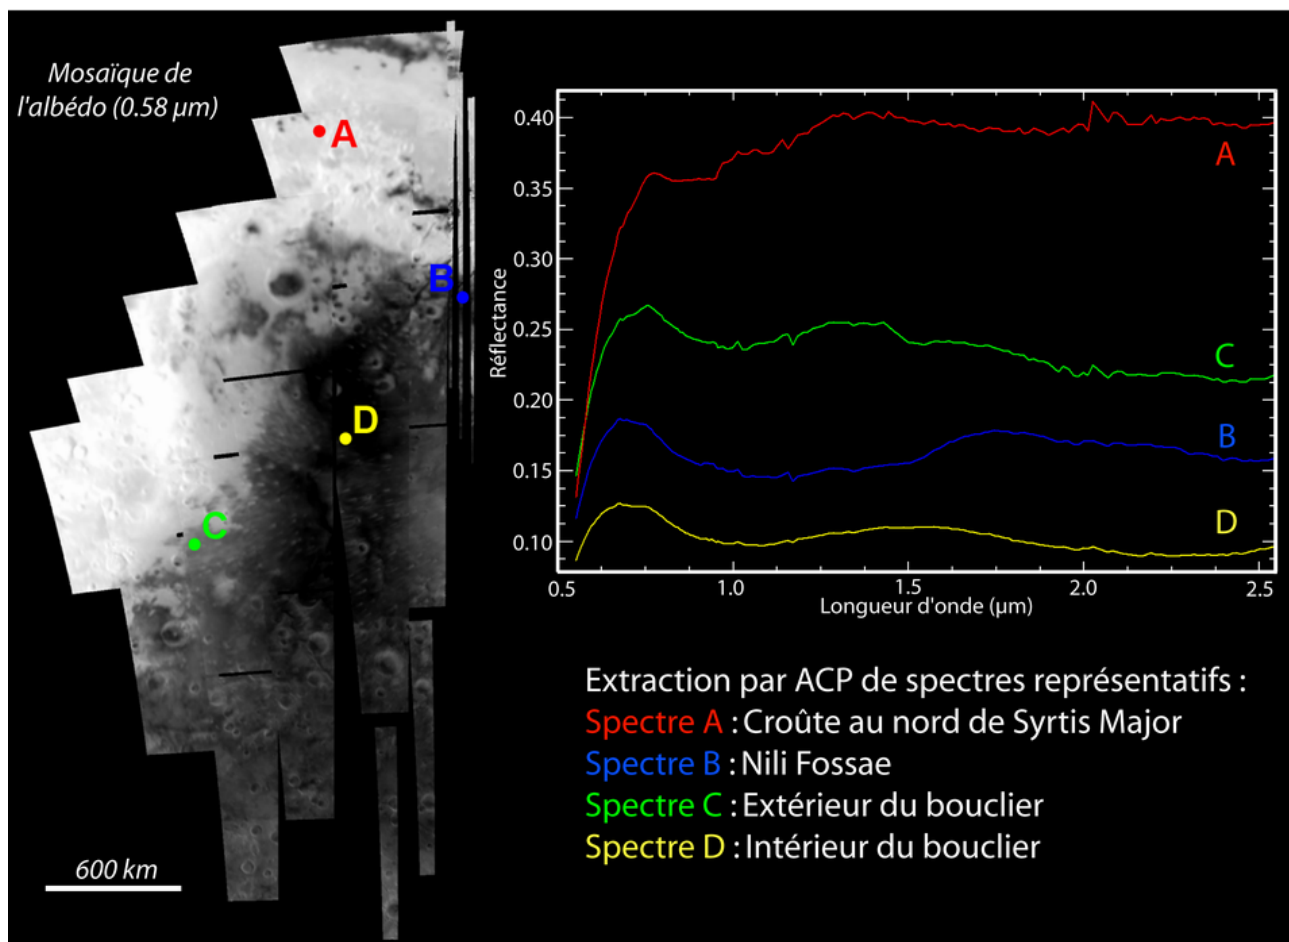 Mosaïque de
l'albédo (0.58 µm)
A
B
D
C
600 km
0.40
0.35
0.30
0.25
0.20
0.15
0.10
Réflectance
A
C
B
D
0.5
1.0
1.5
2.0
2.5
Longueur d'onde (µm)
Extraction par ACP de spectres représentatifs :
Spectre A : Croûte au nord de Syrtis Major
Spectre B : Nili Fossae
Spectre C : Extérieur du bouclier
Spectre D : Intérieur du bouclier